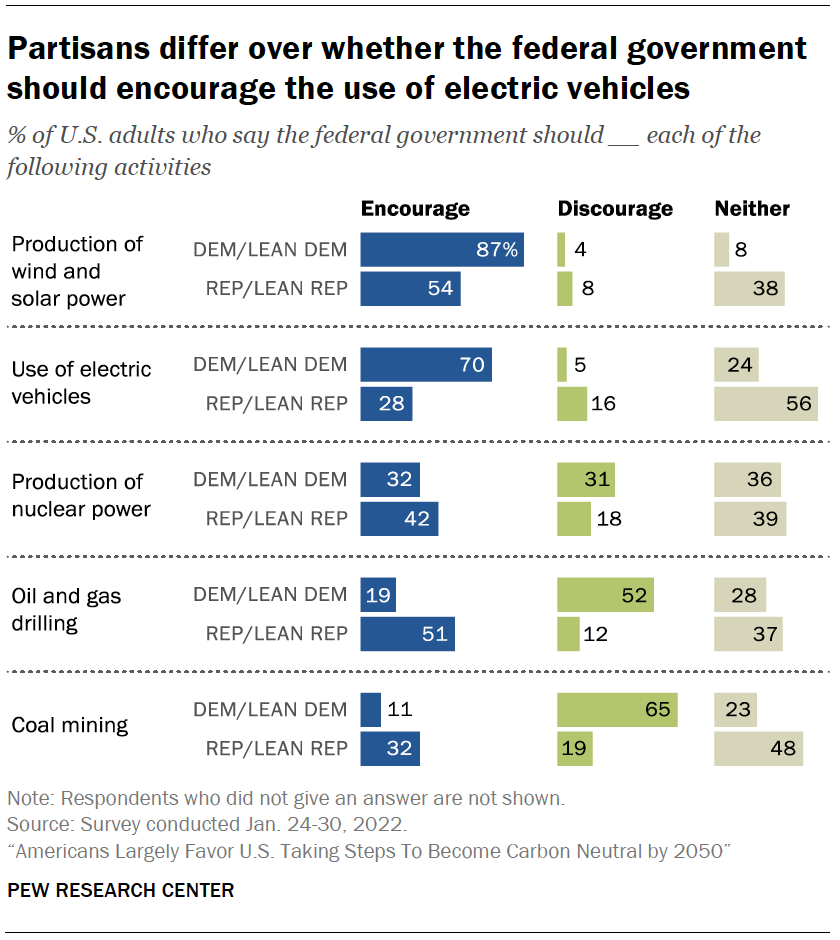 Partisans differ over whether the federal government
should encourage the use of electric vehicles
% of U.S. adults who say the federal government should __ each of the
following activities
Encourage Discourage Neither
Production of
wind and
solar power
DEM/LEAN DEM 87% 4 8
REP/LEAN REP 54 8 38
Use of electric
vehicles
DEM/LEAN DEM 70 5 24
REP/LEAN REP 28 16 56
Production of
nuclear power
DEM/LEAN DEM 32 31 36
REP/LEAN REP 42 18 39
Oil and gas
drilling
DEM/LEAN DEM 19 52 28
REP/LEAN REP 51 12 37
Coal mining
DEM/LEAN DEM 11 65 23
REP/LEAN REP 32 19 48
Note: Respondents who did not give an answer are not shown.
Source: Survey conducted Jan. 24-30, 2022.
“Americans Largely Favor U.S. Taking Steps To Become Carbon Neutral by 2050”
PEW RESEARCH CENTER